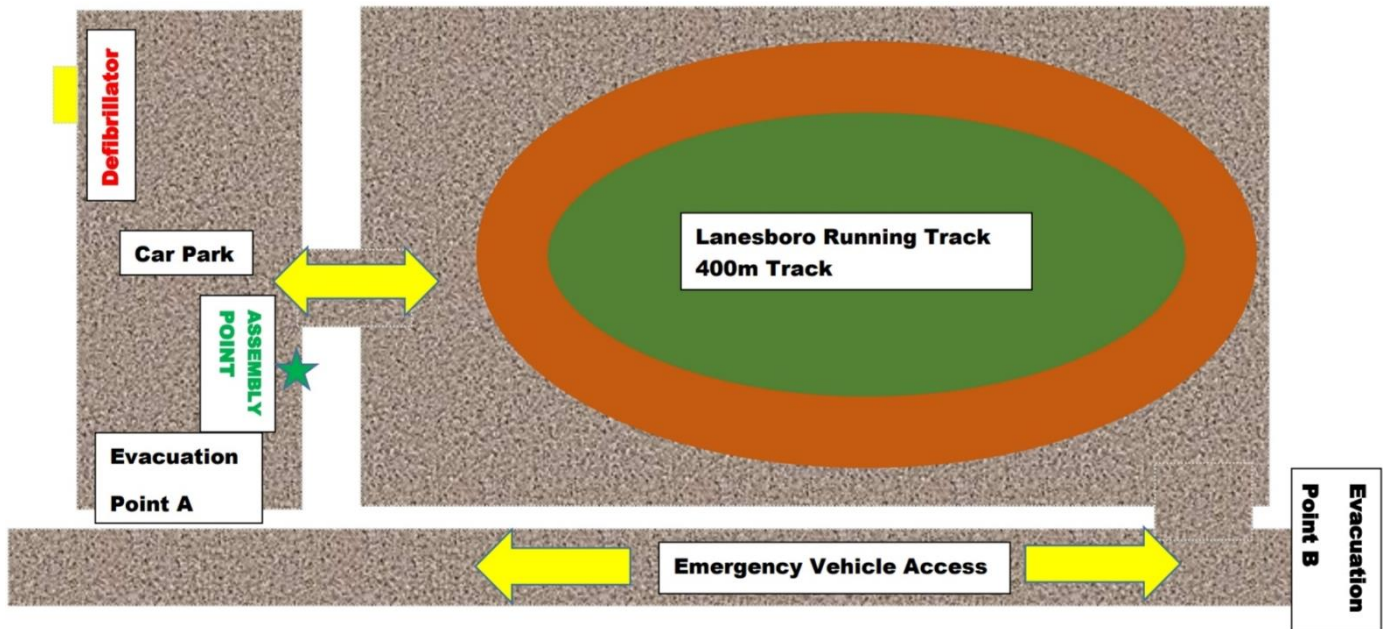 Defibrillator
Car Park
Lanesboro Running Track
400m Track
ASSEMBLY
POINT
Evacuation
Point A
Emergency Vehicle Access
Evacuation
Point B